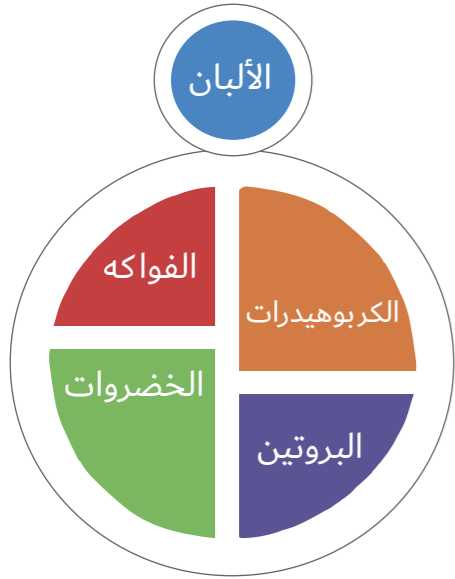 الألبان
الفواكه
الكربوهيدرات
الخضروات
البروتين